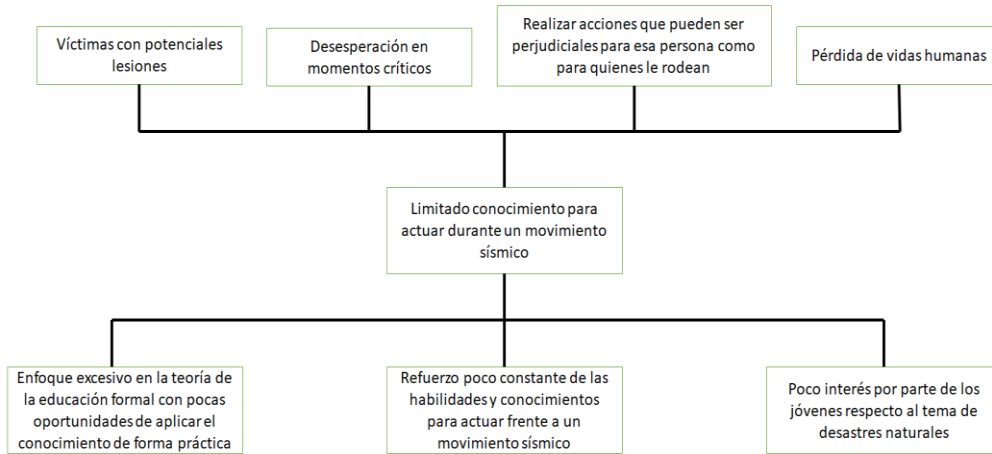 Víctimas con potenciales
lesiones
Desesperación en
momentos críticos
Realizar acciones que pueden ser
perjudiciales para esa persona como
para quienes le rodean
Pérdida de vidas humanas
Limitado conocimiento para
actuar durante un movimiento
sísmico
Enfoque excesivo en la teoría de
la educación formal con pocas
oportunidades de aplicar el
conocimiento de forma práctica
Refuerzo poco constante de las
habilidades y conocimientos
para actuar frente a un
movimiento sísmico
Poco interés por parte de los
jóvenes respecto al tema de
desastres naturales